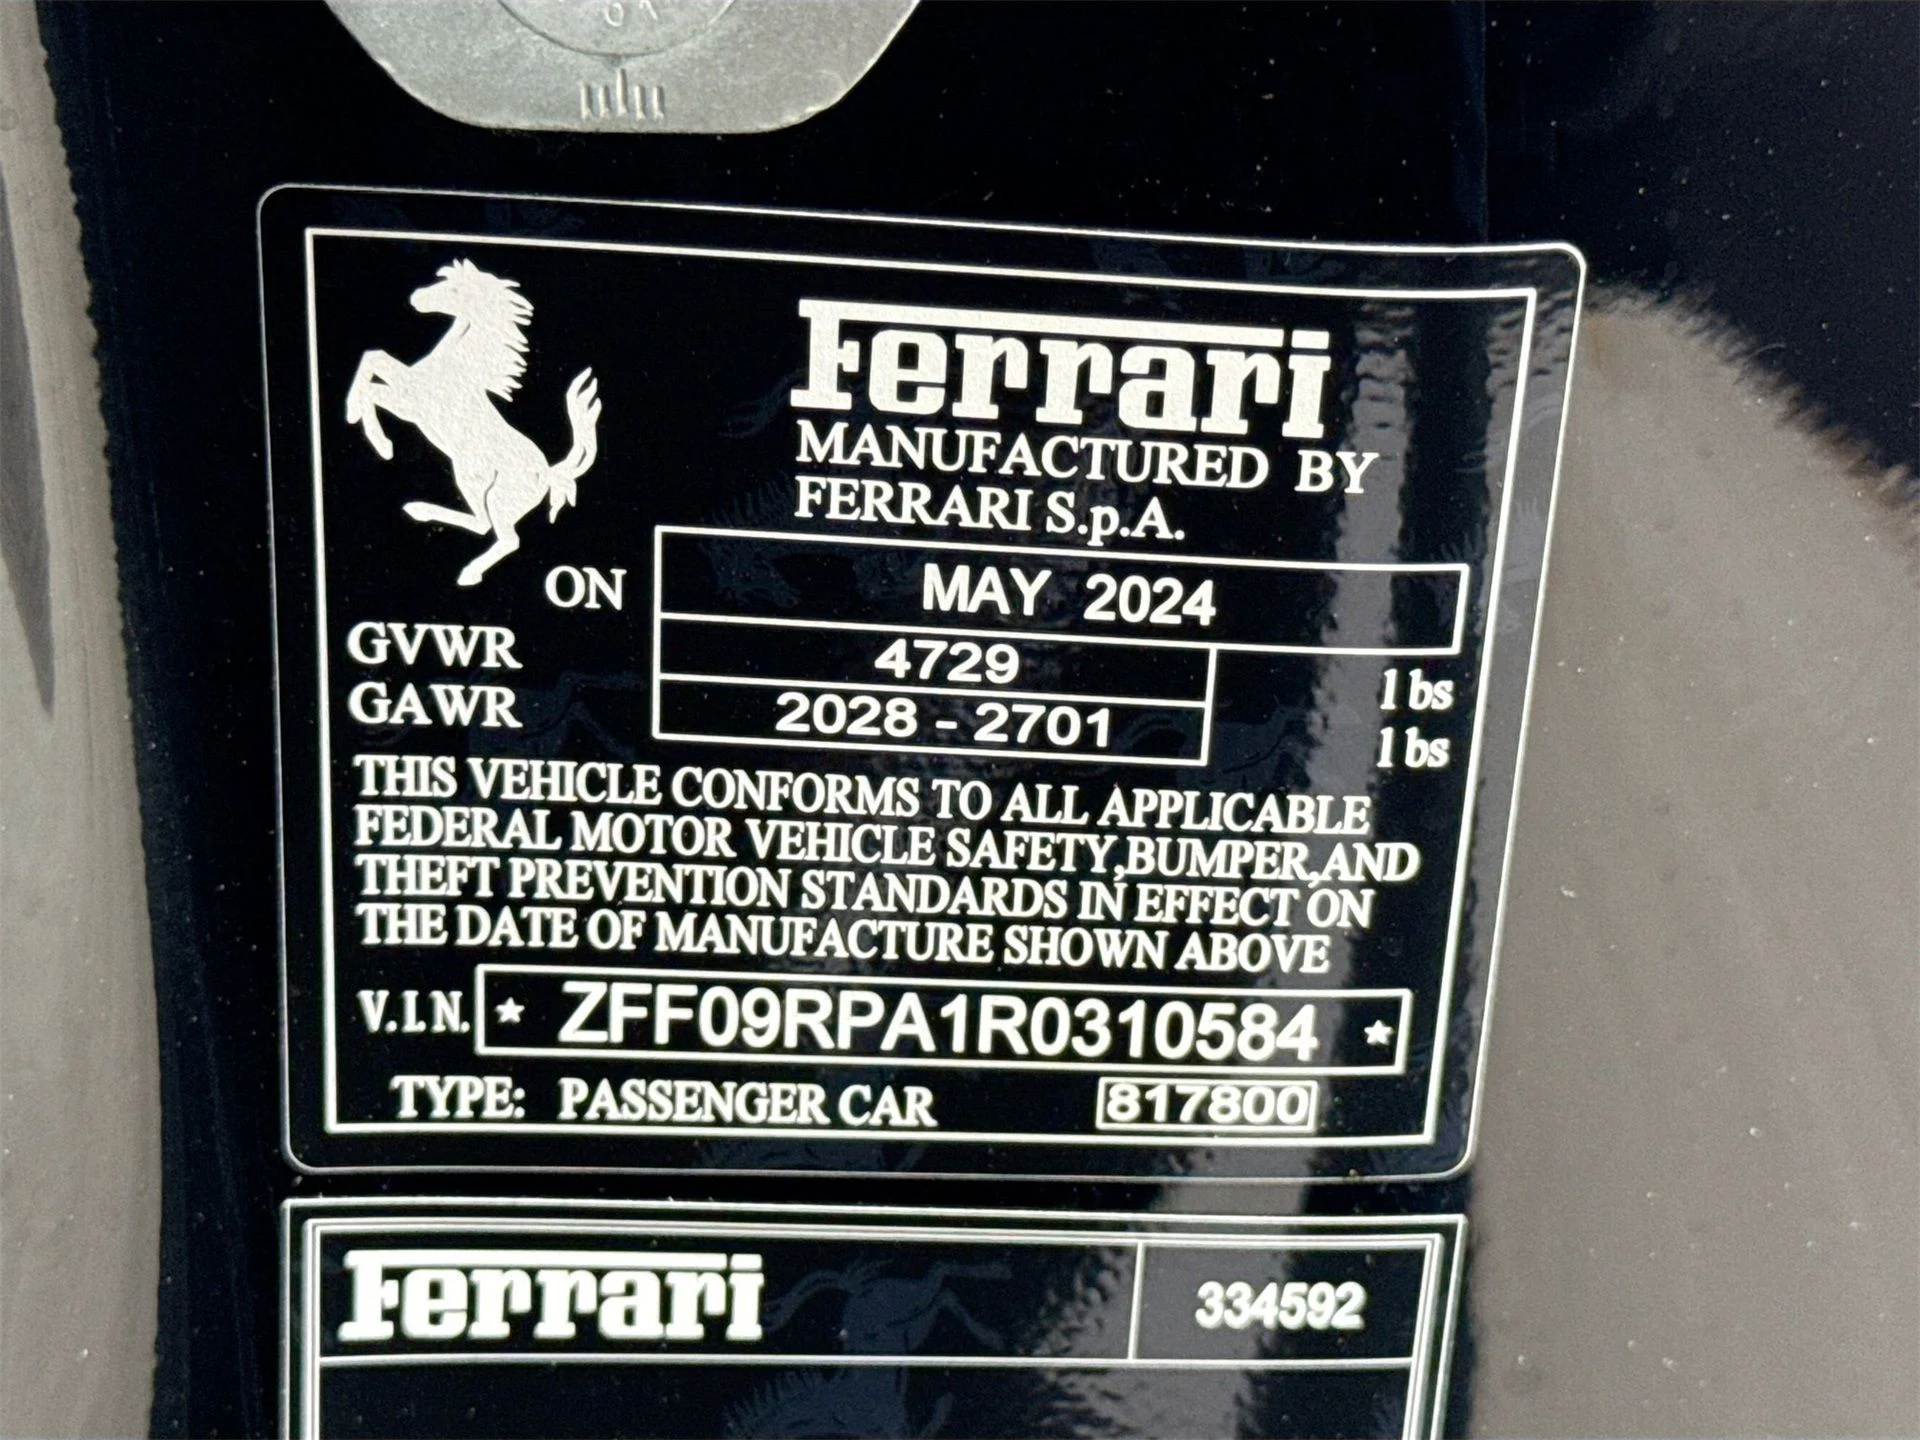 Ferrari
MANUFACTURED BY
FERRARI S.p.A.
ON MAY 2024
GVWR 4729 lbs
GAWR 2028 - 2701 lbs
THIS VEHICLE CONFORMS TO ALL APPLICABLE
FEDERAL MOTOR VEHICLE SAFETY,BUMPER,AND
THEFT PREVENTION STANDARDS IN EFFECT ON
THE DATE OF MANUFACTURE SHOWN ABOVE
V.I.N. * ZFF09RPA1R0310584 *
TYPE: PASSENGER CAR 817800
Ferrari 334592